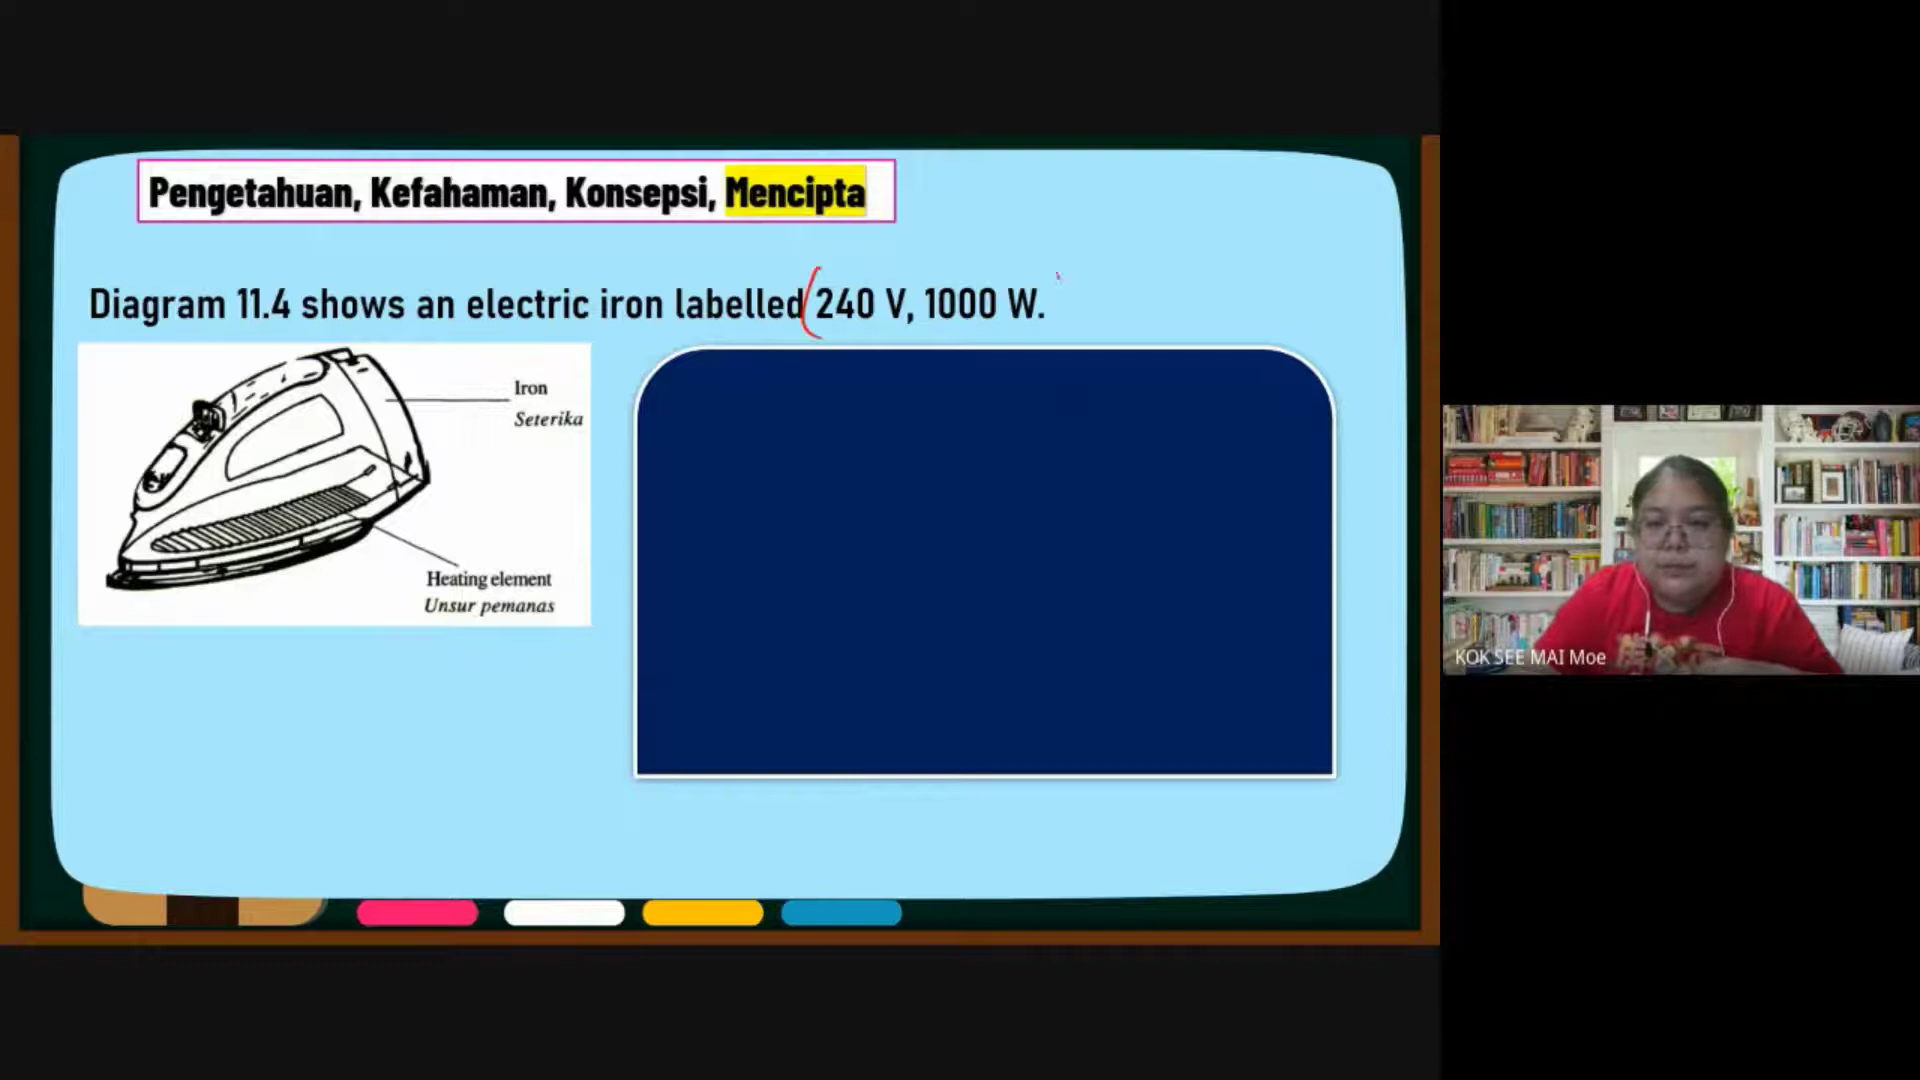 Pengetahuan, Kefahaman, Konsepsi, Mencipta
Diagram 11.4 shows an electric iron labelled 240 V, 1000 W.
Iron
Seterika
Heating element
Unsur pemanas
KOK SEE MAI Moe